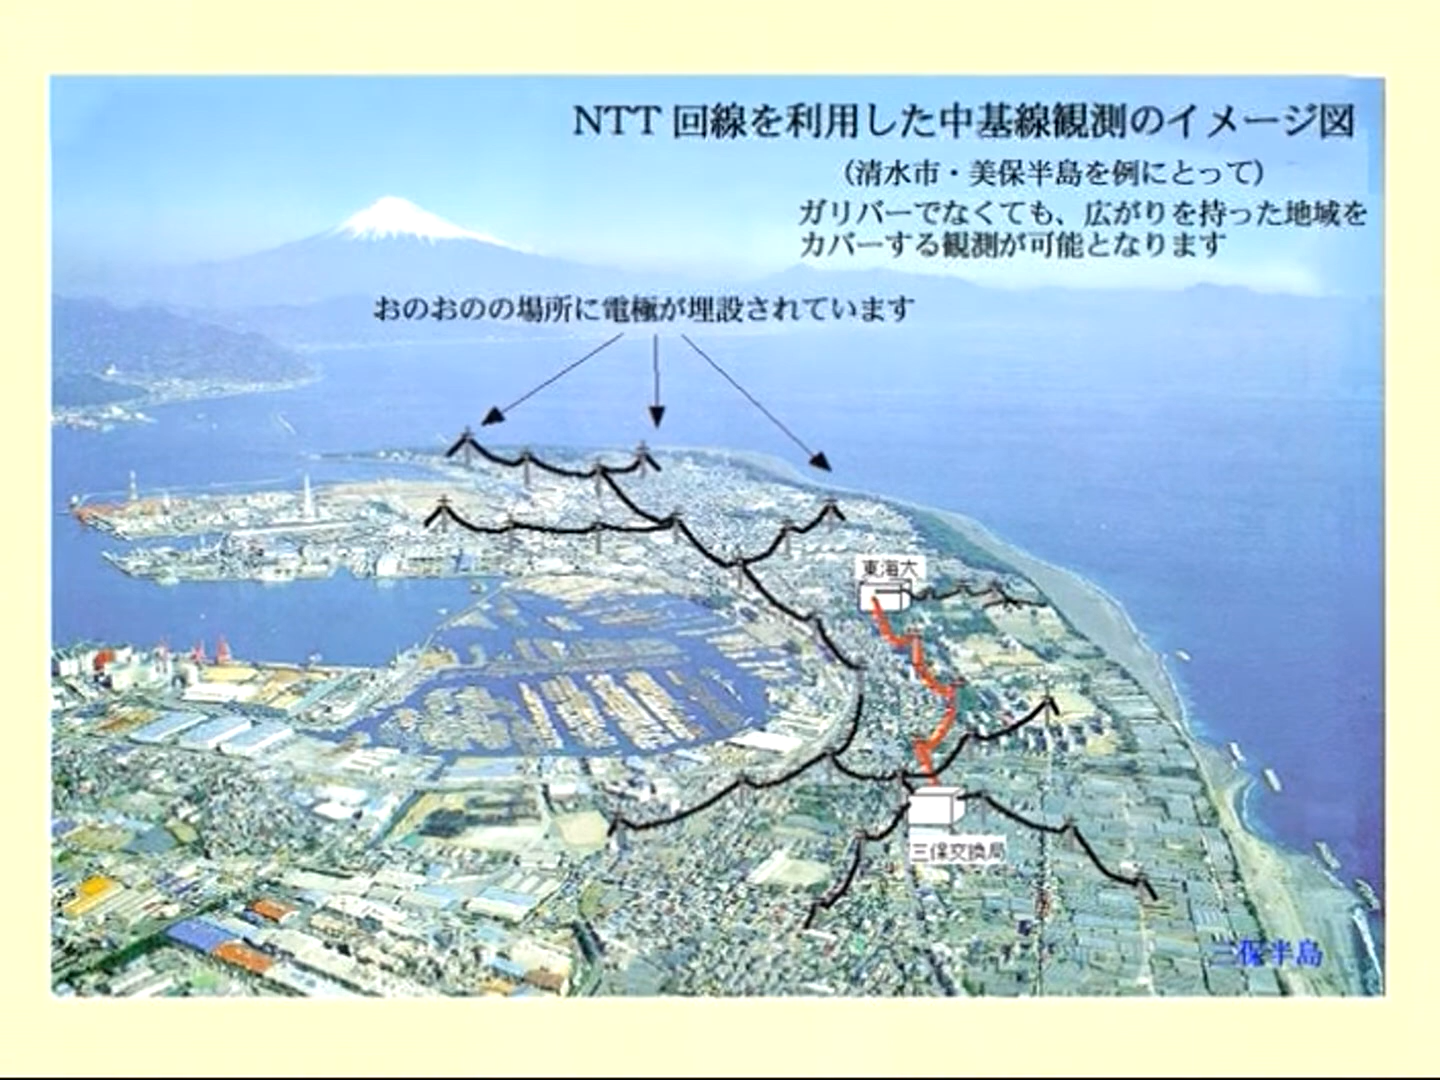 NTT 回線を利用した中基線観測のイメージ図
（清水市・美保半島を例にとって）
ガリバーでなくても、広がりを持った地域を
カバーする観測が可能となります
おのおのの場所に電極が埋設されています
東海大
三保交換局
三保半島